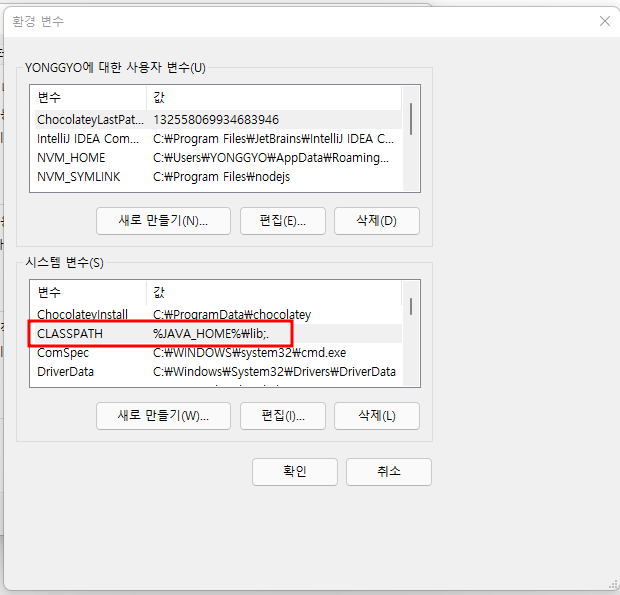 환경 변수
YONGGYO에 대한 사용자 변수(U)
변수 값
ChocolateyLastPat... 132558069934683946
IntelliJ IDEA Com... C:₩Program Files₩JetBrains₩IntelliJ IDEA C...
NVM_HOME C:₩Users₩YONGGYO₩AppData₩Roaming...
NVM_SYMLINK C:₩Program Files₩nodejs
새로 만들기(N)... 편집(E)... 삭제(D)
시스템 변수(S)
변수 값
ChocolateyInstall C:₩ProgramData₩chocolatey
CLASSPATH %JAVA_HOME%₩lib;.
ComSpec C:₩WINDOWS₩system32₩cmd.exe
DriverData C:₩Windows₩System32₩Drivers₩DriverData
새로 만들기(W)... 편집(I)... 삭제(L)
확인 취소